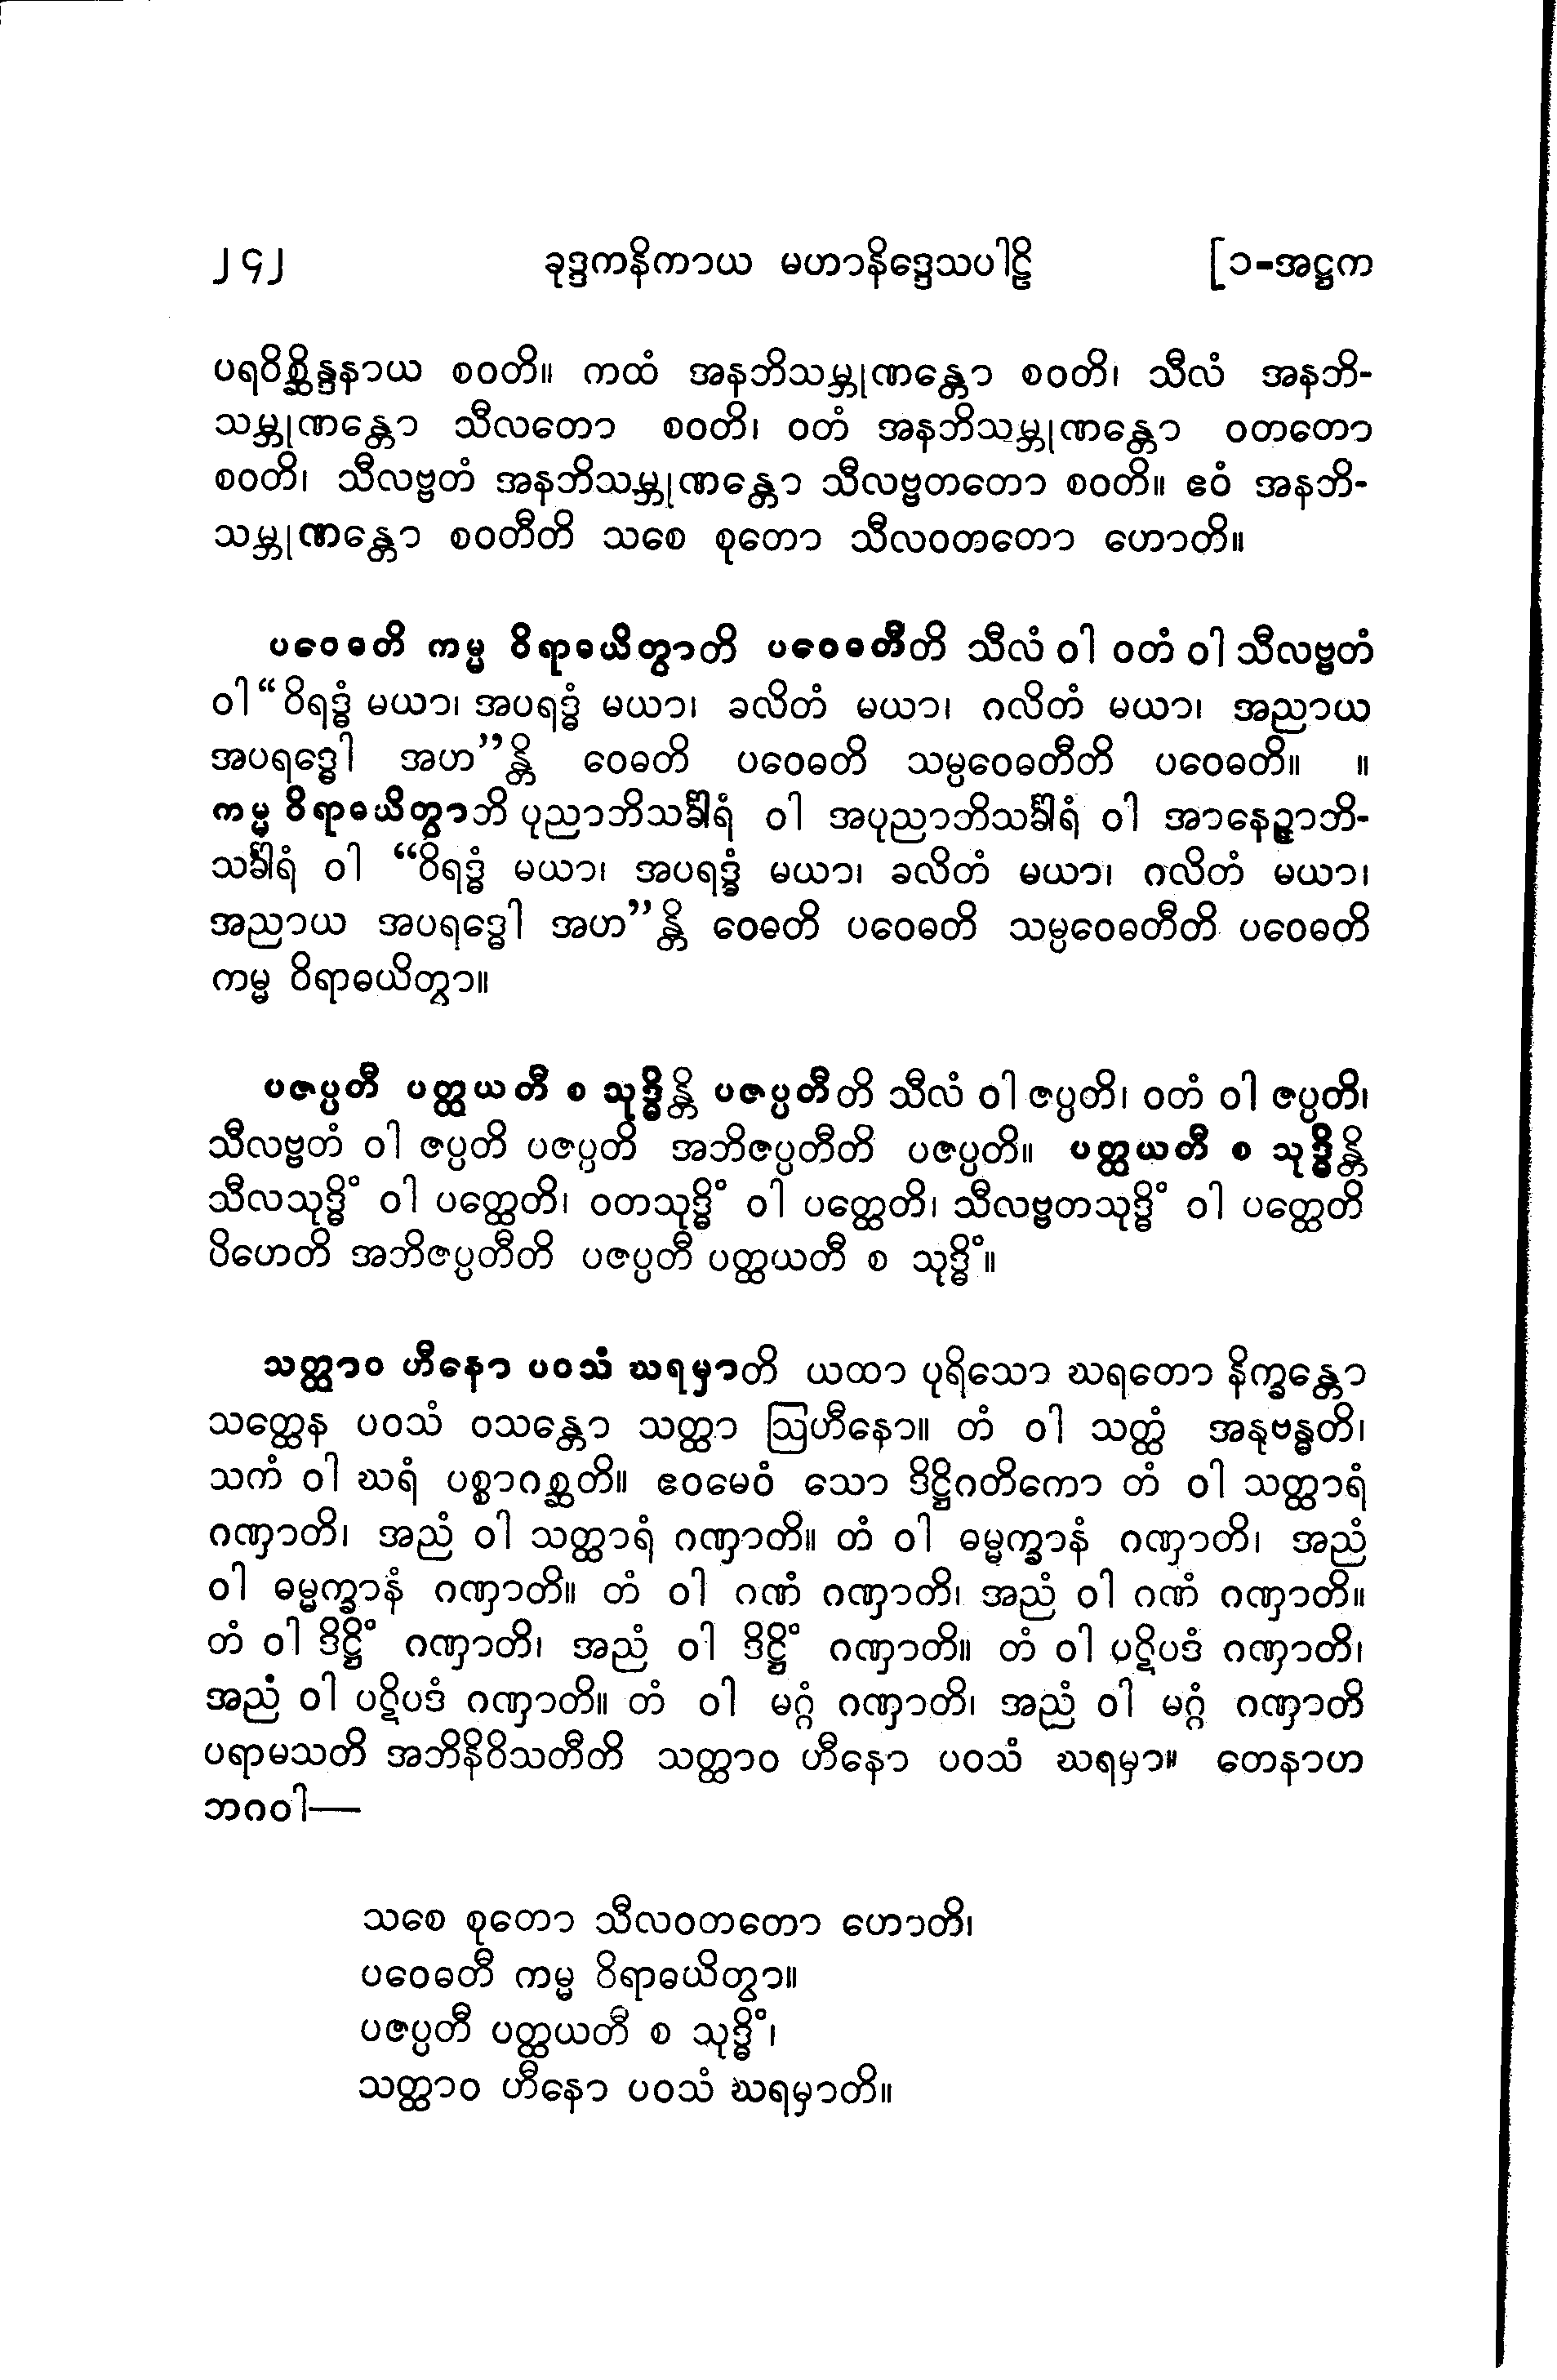 ၂၄၂ ခုဒ္ဒကနိကာယ မဟာနိဒ္ဒေသပါဠိ [၁-အဋ္ဌက
ပရဝိစ္ဆိန္ဒနာယ စဝတိ။ ကထံ အနဘိသမ္ဘုဏန္တော စဝတိ၊ သီလံ အနဘိ-
သမ္ဘုဏန္တော သီလတော စဝတိ၊ ဝတံ အနဘိသမ္ဘုဏန္တော ဝတတော
စဝတိ၊ သီလဗ္ဗတံ အနဘိသမ္ဘုဏန္တော သီလဗ္ဗတတော စဝတိ။ ဧဝံ အနဘိ-
သမ္ဘုဏန္တော စဝတီတိ သစေ စုတော သီလဝတတော ဟောတိ။
ပဝေဓတိ ကမ္မ ဝိရာဓယိတွာတိ ပဝေဓတီတိ သီလံ ဝါ ဝတံ ဝါ သီလဗ္ဗတံ
ဝါ “ဝိရဒ္ဓံ မယာ၊ အပရဒ္ဓံ မယာ၊ ခလိတံ မယာ၊ ဂလိတံ မယာ၊ အညာယ
အပရဒ္ဓေါ အဟ”န္တိ ဝေဓတိ ပဝေဓတိ သမ္ပဝေဓတီတိ ပဝေဓတိ။ ။
ကမ္မ ဝိရာဓယိတွာဘိ ပုညာဘိသင်္ခါရံ ဝါ အပုညာဘိသင်္ခါရံ ဝါ အာနေဉ္ဇာဘိ-
သင်္ခါရံ ဝါ “ဝိရဒ္ဓံ မယာ၊ အပရဒ္ဓံ မယာ၊ ခလိတံ မယာ၊ ဂလိတံ မယာ၊
အညာယ အပရဒ္ဓေါ အဟ”န္တိ ဝေဓတိ ပဝေဓတိ သမ္ပဝေဓတီတိ ပဝေဓတိ
ကမ္မ ဝိရာဓယိတွာ။
ပဇပ္ပတီ ပတ္ထယတီ စ သုဒ္ဓိန္တိ ပဇပ္ပတီတိ သီလံ ဝါ ဇပ္ပတိ၊ ဝတံ ဝါ ဇပ္ပတိ၊
သီလဗ္ဗတံ ဝါ ဇပ္ပတိ ပဇပ္ပတိ အဘိဇပ္ပတီတိ ပဇပ္ပတိ။ ပတ္ထယတီ စ သုဒ္ဓိန္တိ
သီလသုဒ္ဓိံ ဝါ ပတ္ထေတိ၊ ဝတသုဒ္ဓိံ ဝါ ပတ္ထေတိ၊ သီလဗ္ဗတသုဒ္ဓိံ ဝါ ပတ္ထေတိ
ပိဟေတိ အဘိဇပ္ပတီတိ ပဇပ္ပတီ ပတ္ထယတီ စ သုဒ္ဓိံ။
သတ္ထာဝ ဟီနော ပဝသံ ဃရမှာတိ ယထာ ပုရိသော ဃရတော နိက္ခန္တော
သတ္ထေန ပဝသံ ဝသန္တော သတ္ထာ ဩဟီနော။ တံ ဝါ သတ္ထံ အနုဗန္ဓတိ၊
သကံ ဝါ ဃရံ ပစ္စာဂစ္ဆတိ။ ဧဝမေဝံ သော ဒိဋ္ဌိဂတိကော တံ ဝါ သတ္ထာရံ
ဂဏှာတိ၊ အညံ ဝါ သတ္ထာရံ ဂဏှာတိ။ တံ ဝါ ဓမ္မက္ခာနံ ဂဏှာတိ၊ အညံ
ဝါ ဓမ္မက္ခာနံ ဂဏှာတိ။ တံ ဝါ ဂဏံ ဂဏှာတိ၊ အညံ ဝါ ဂဏံ ဂဏှာတိ။
တံ ဝါ ဒိဋ္ဌိံ ဂဏှာတိ၊ အညံ ဝါ ဒိဋ္ဌိံ ဂဏှာတိ။ တံ ဝါ ပဋိပဒံ ဂဏှာတိ၊
အညံ ဝါ ပဋိပဒံ ဂဏှာတိ။ တံ ဝါ မဂ္ဂံ ဂဏှာတိ၊ အညံ ဝါ မဂ္ဂံ ဂဏှာတိ
ပရာမသတိ အဘိနိဝိသတီတိ သတ္ထာဝ ဟီနော ပဝသံ ဃရမှာ။ တေနာဟ
ဘဂဝါ—
သစေ စုတော သီလဝတတော ဟောတိ၊
ပဝေဓတီ ကမ္မ ဝိရာဓယိတွာ။
ပဇပ္ပတီ ပတ္ထယတီ စ သုဒ္ဓိံ၊
သတ္ထာဝ ဟီနော ပဝသံ ဃရမှာတိ။